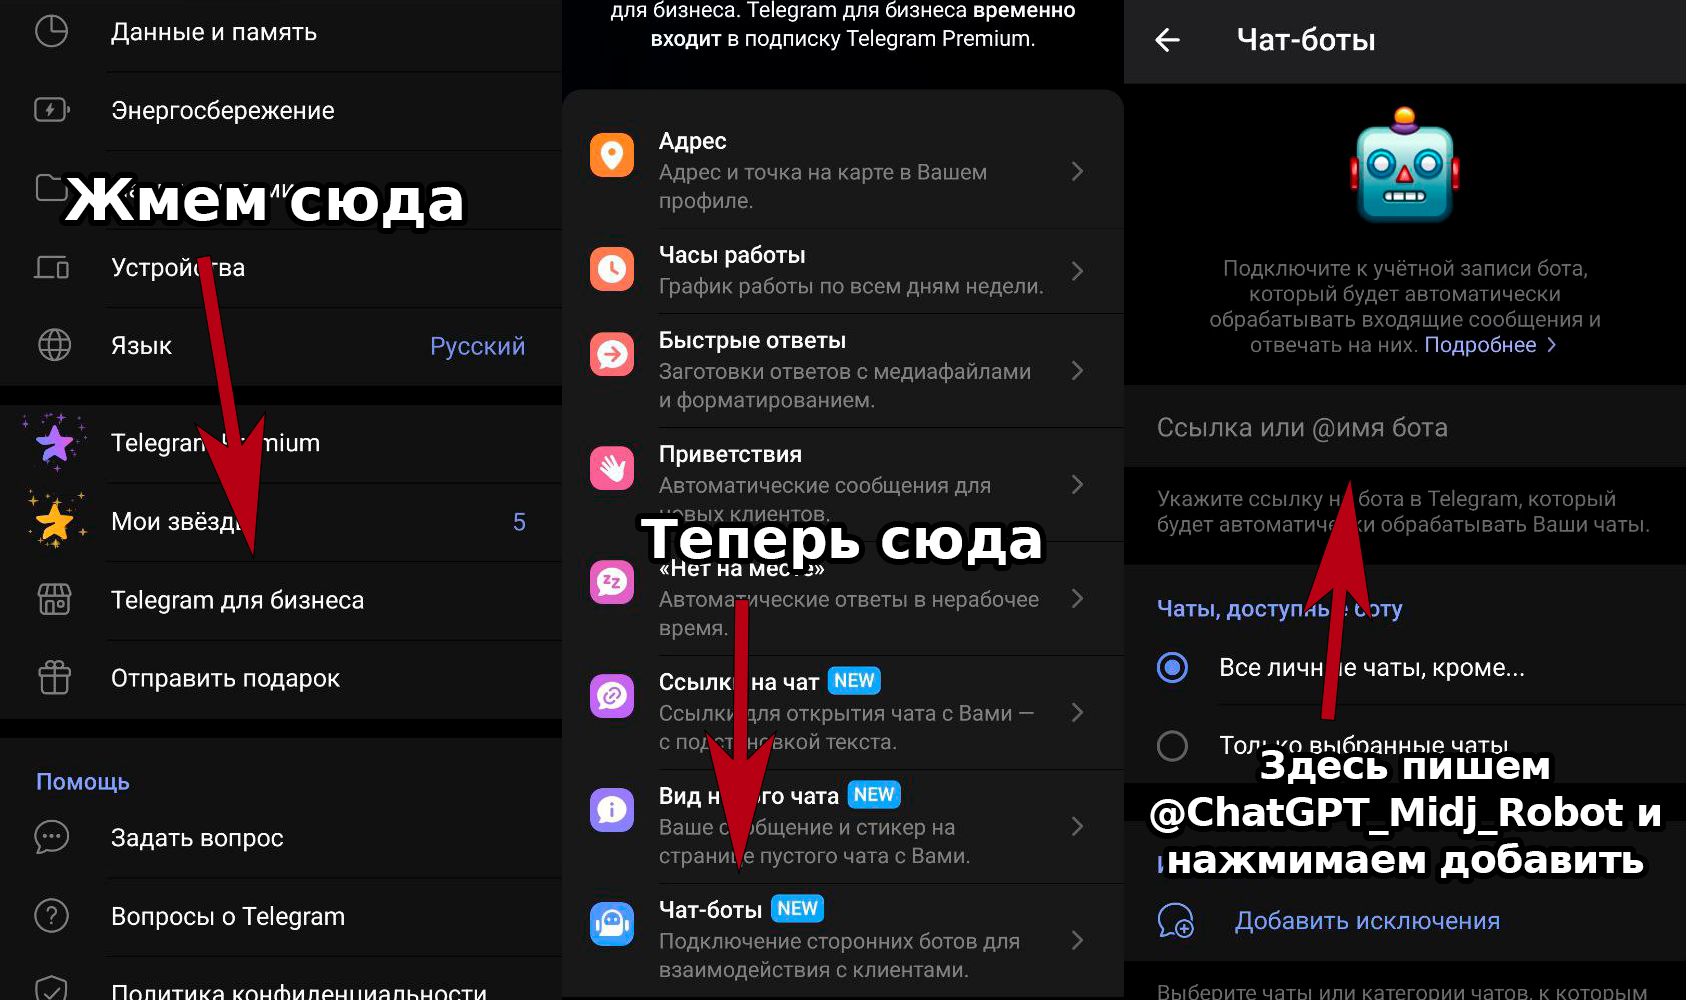 Данные и память
Энергосбережение
Жмем сюда
Устройства
Язык
Русский
Telegram Premium
Мои звёзды
5
Telegram для бизнеса
Отправить подарок
Помощь
Задать вопрос
Вопросы о Telegram
Политика конфиденциальности
для бизнеса. Telegram для бизнеса временно
входит в подписку Telegram Premium.
Адрес
Адрес и точка на карте в Вашем
профиле.
Часы работы
График работы по всем дням недели.
Быстрые ответы
Заготовки ответов с медиафайлами
и форматированием.
Приветствия
Автоматические сообщения для
новых клиентов.
Теперь сюда
«Нет на месте»
Автоматические ответы в нерабочее
время.
Ссылки на чат NEW
Ссылки для открытия чата с Вами —
с подстановкой текста.
Вид нового чата NEW
Ваше сообщение и стикер на
странице пустого чата с Вами.
Чат-боты NEW
Подключение сторонних ботов для
взаимодействия с клиентами.
Чат-боты
Подключите к учётной записи бота,
который будет автоматически
обрабатывать входящие сообщения и
отвечать на них. Подробнее
Ссылка или @имя бота
Укажите ссылку на бота в Telegram, который
будет автоматически обрабатывать Ваши чаты.
Чаты, доступные боту
Все личные чаты, кроме...
Только выбранные чаты
Здесь пишем
@ChatGPT_Midj_Robot и
нажмимаем добавить
Добавить исключения
Выберите чаты или категории чатов, к которым